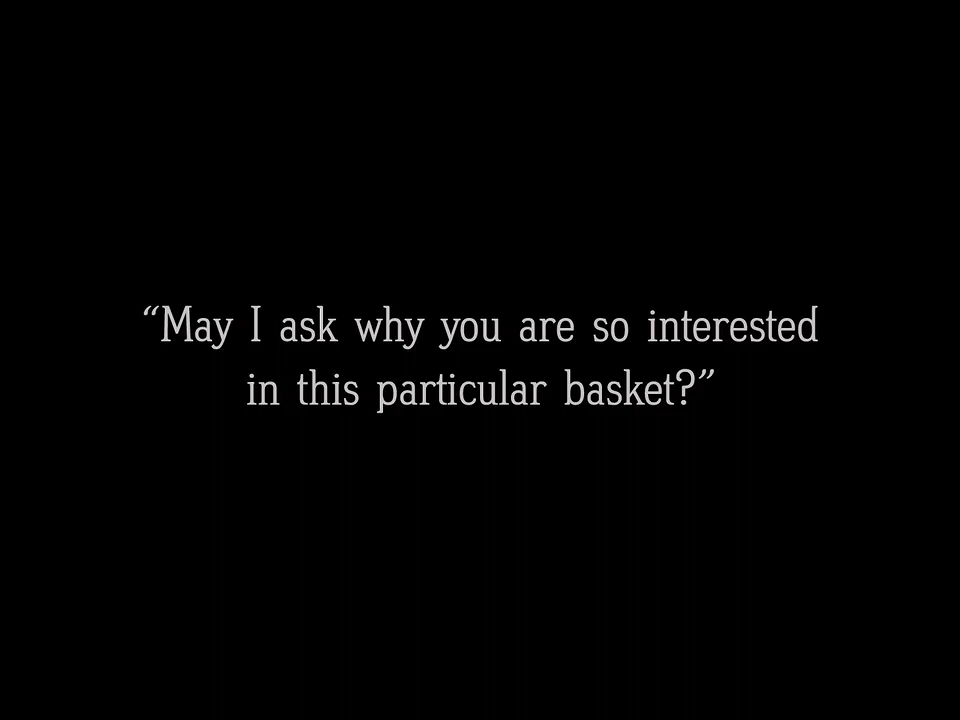 “May I ask why you are so interested
in this particular basket?”